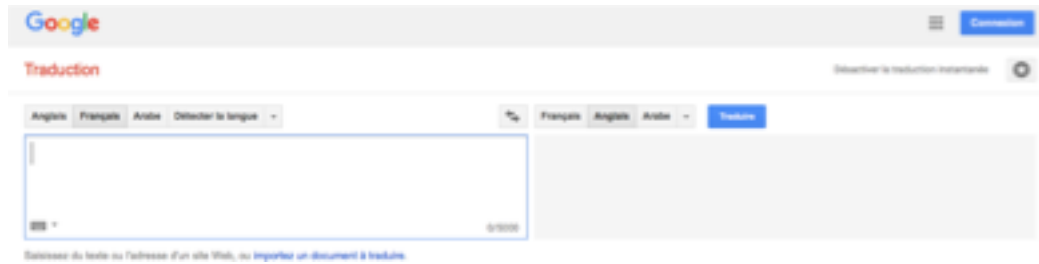 Google Connexion
Traduction Désactiver la traduction instantanée
Anglais Français Arabe Détecter la langue Français Anglais Arabe Traduire
0/5000
Saisissez du texte ou l'adresse d'un site Web, ou importez un document à traduire.